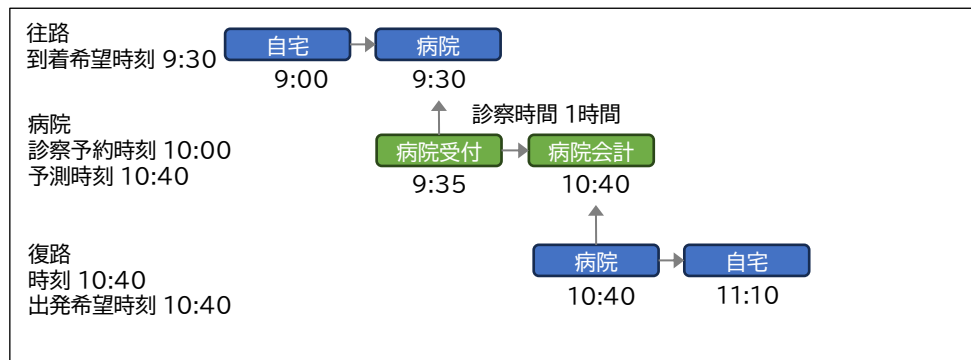 往路
到着希望時刻 9:30
自宅
病院
9:00
9:30
病院
診察予約時刻 10:00
予測時刻 10:40
診察時間 1時間
病院受付
病院会計
9:35
10:40
復路
時刻 10:40
出発希望時刻 10:40
病院
自宅
10:40
11:10